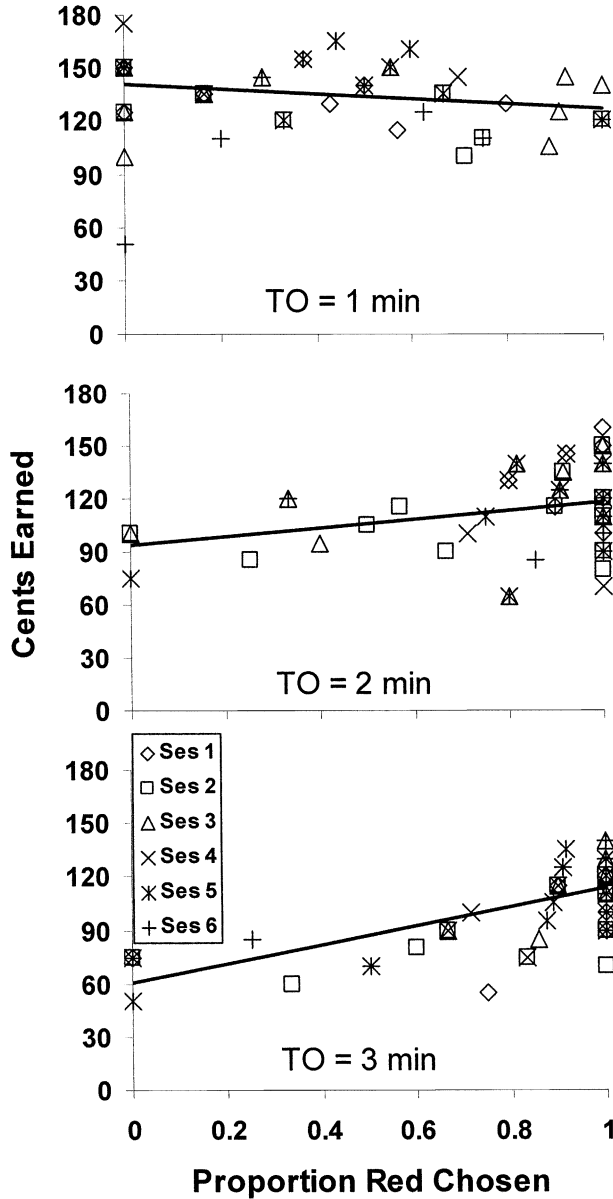 180
150
120
90
60
30
0
TO = 1 min
180
150
120
90
60
30
0
TO = 2 min
Cents Earned
180
150
120
90
60
30
0
Ses 1
Ses 2
Ses 3
Ses 4
Ses 5
Ses 6
TO = 3 min
0 0.2 0.4 0.6 0.8 1
Proportion Red Chosen